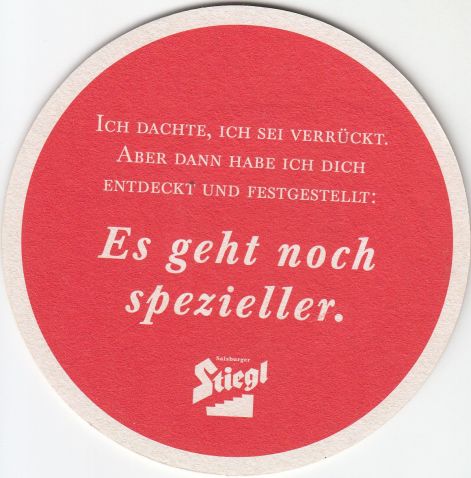 ICH DACHTE, ICH SEI VERRÜCKT.
ABER DANN HABE ICH DICH
ENTDECKT UND FESTGESTELLT:
Es geht noch
spezieller.
Salzburger
Stiegl